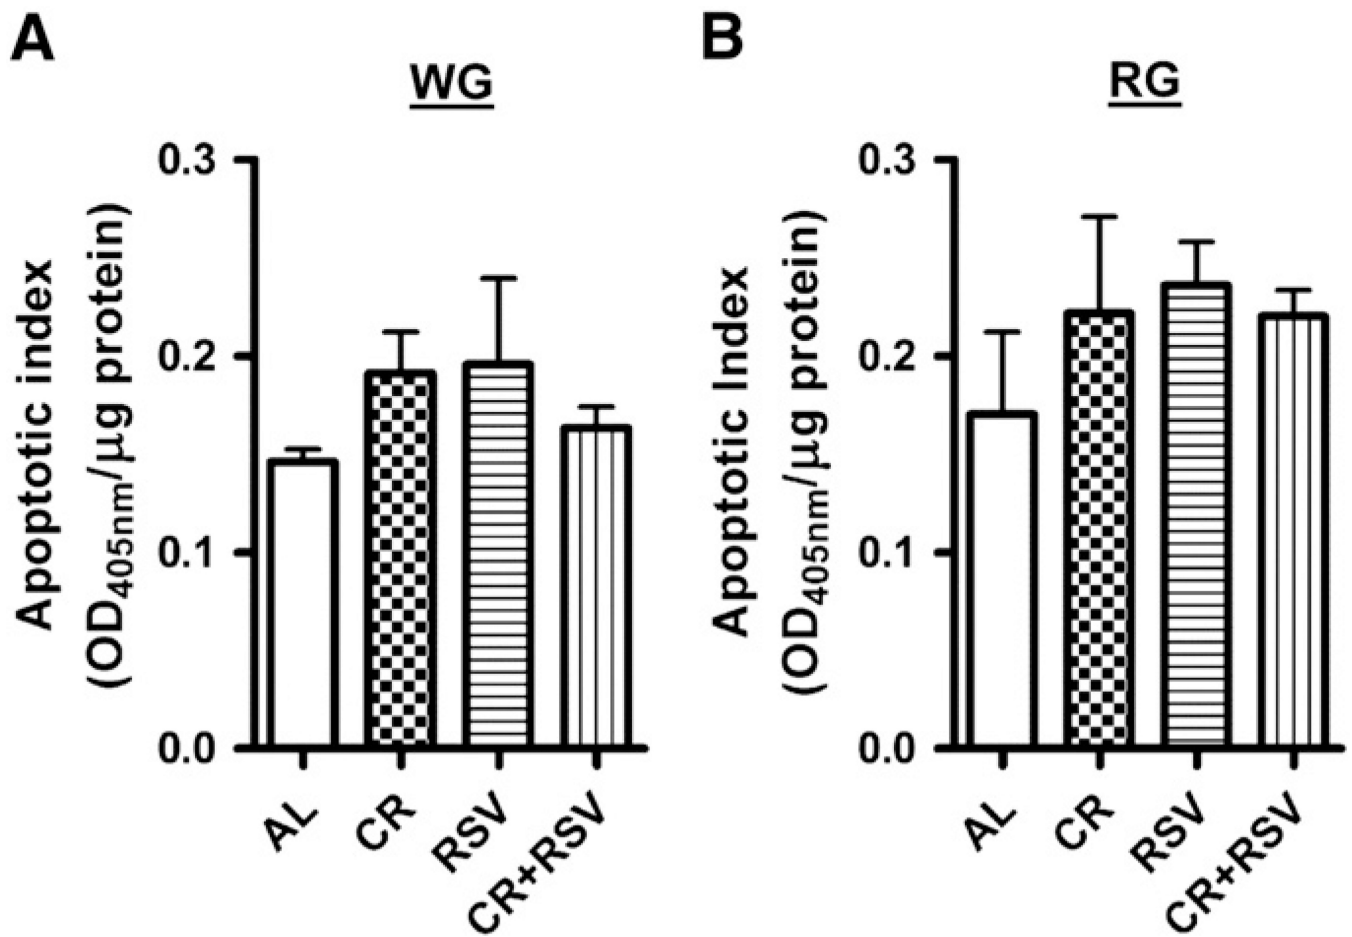 A
WG
Apoptotic index
(OD405nm/μg protein)
0.3
0.2
0.1
0.0
AL
CR
RSV
CR+RSV
B
RG
Apoptotic Index
(OD405nm/μg protein)
0.3
0.2
0.1
0.0
AL
CR
RSV
CR+RSV